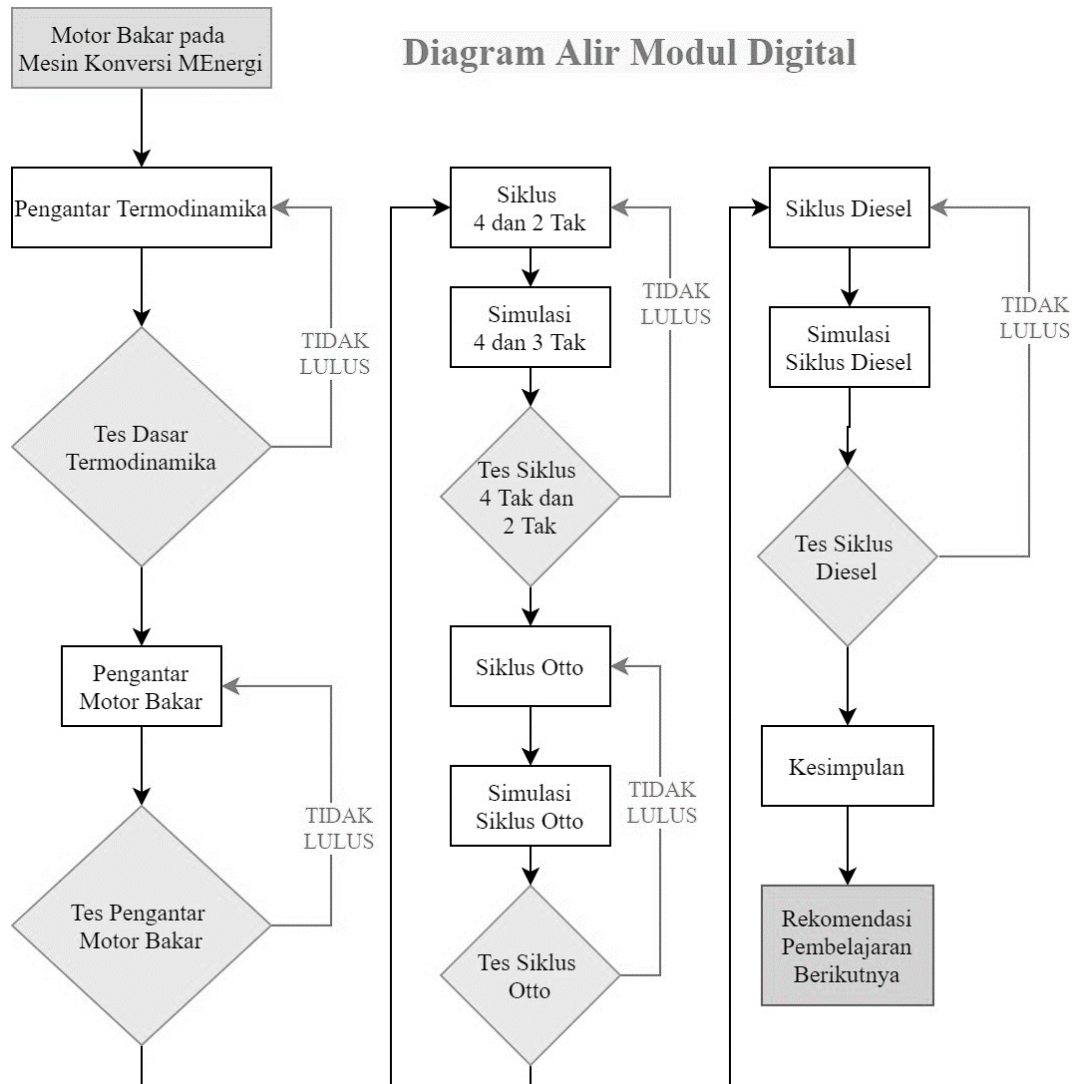 Diagram Alir Modul Digital
Motor Bakar pada
Mesin Konversi MEnergi
Pengantar Termodinamika
TIDAK
LULUS
Tes Dasar
Termodinamika
Pengantar
Motor Bakar
TIDAK
LULUS
Tes Pengantar
Motor Bakar
Siklus
4 dan 2 Tak
Simulasi
4 dan 3 Tak
TIDAK
LULUS
Tes Siklus
4 Tak dan
2 Tak
Siklus Otto
Simulasi
Siklus Otto
TIDAK
LULUS
Tes Siklus
Otto
Siklus Diesel
Simulasi
Siklus Diesel
TIDAK
LULUS
Tes Siklus
Diesel
Kesimpulan
Rekomendasi
Pembelajaran
Berikutnya